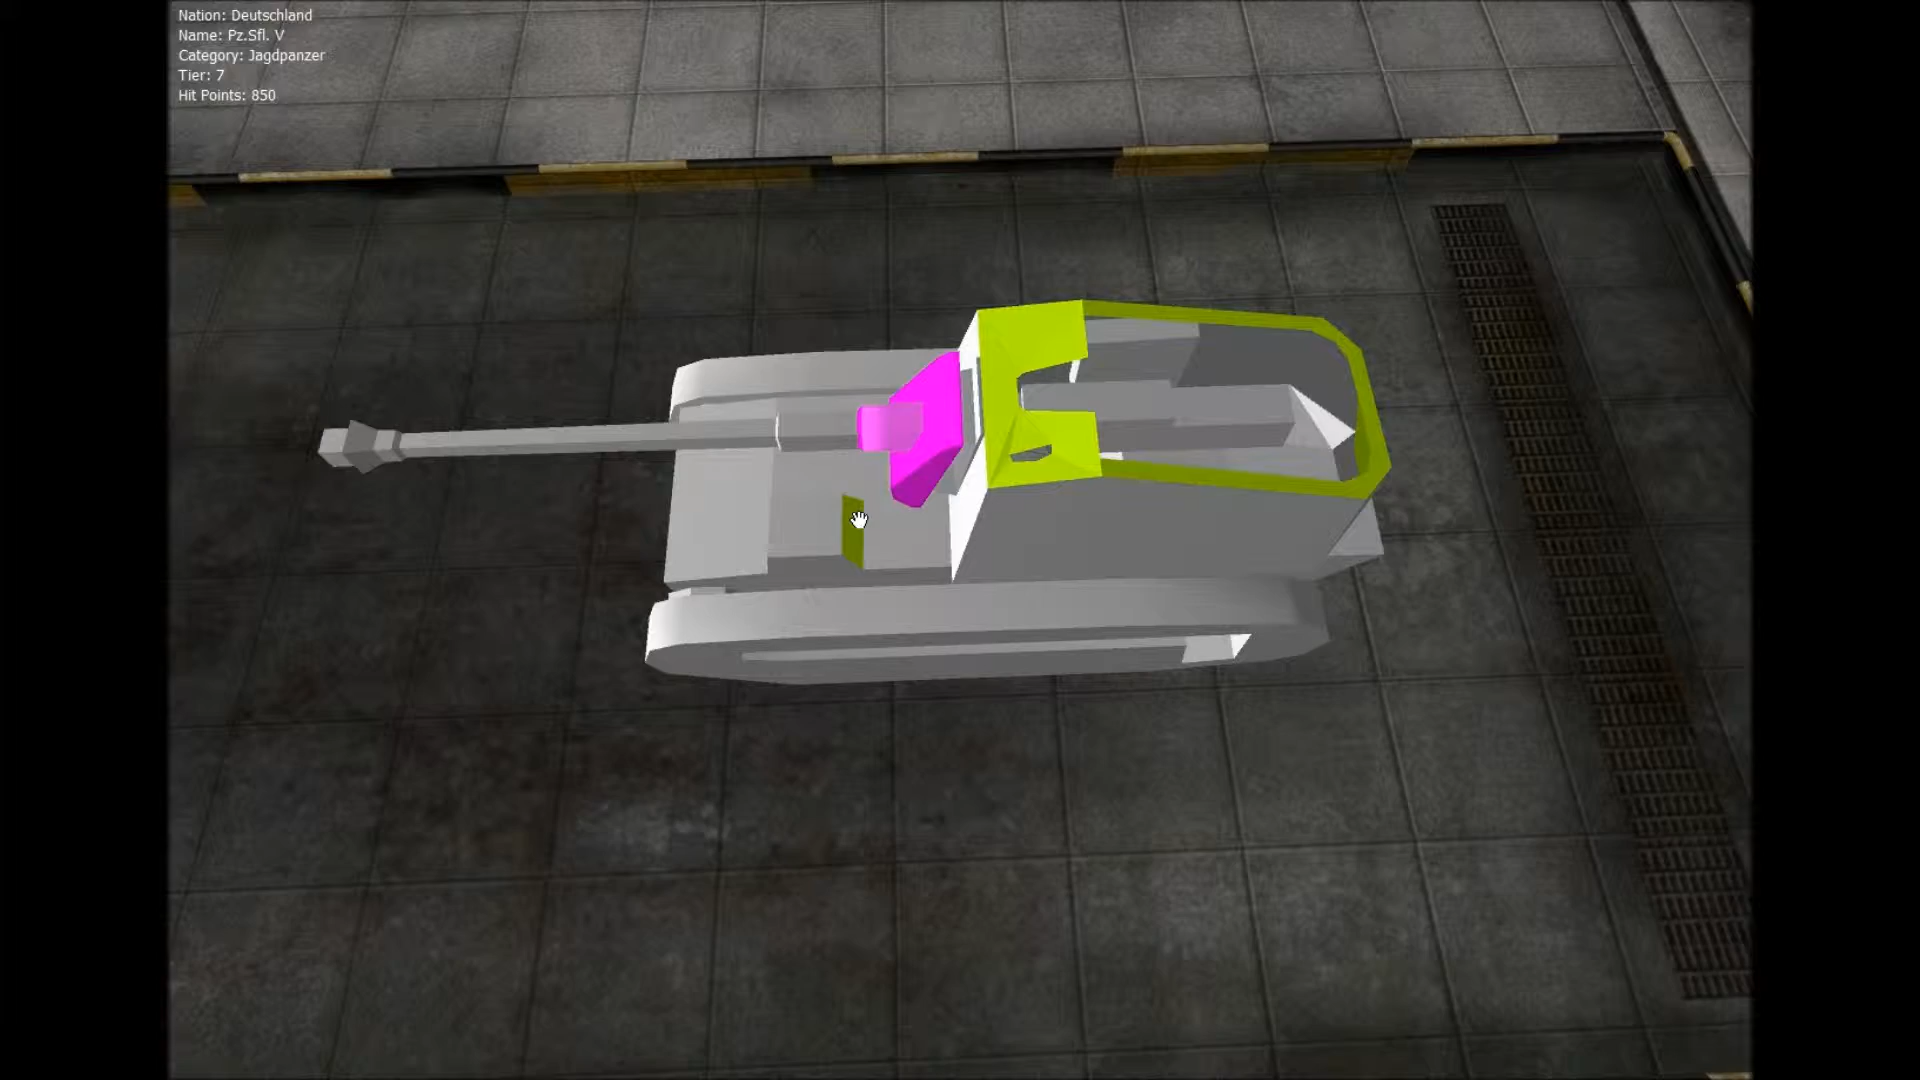 Nation: Deutschland
Name: Pz.Sfl. V
Category: Jagdpanzer
Tier: 7
Hit Points: 850